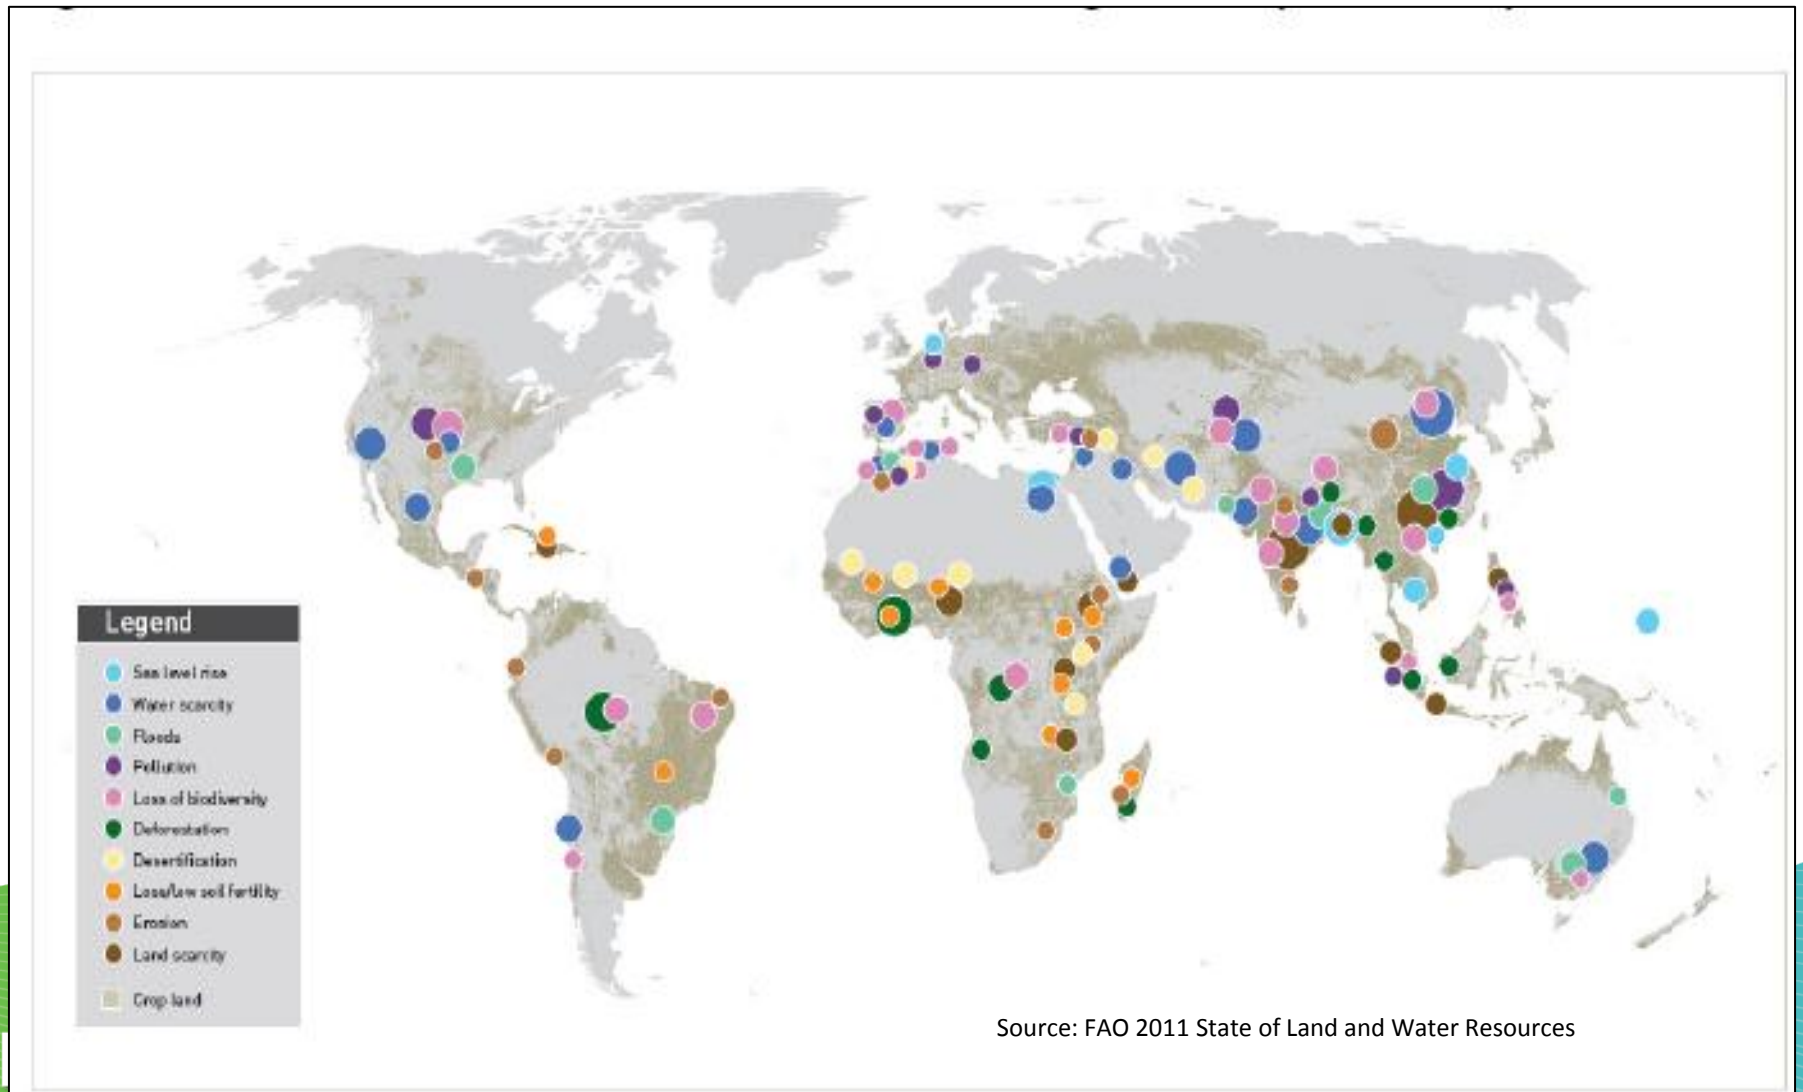 Legend
Sea level rise
Water scarcity
Floods
Pollution
Loss of biodiversity
Deforestation
Desertification
Loss/low soil fertility
Erosion
Land scarcity
Crop land
Source: FAO 2011 State of Land and Water Resources